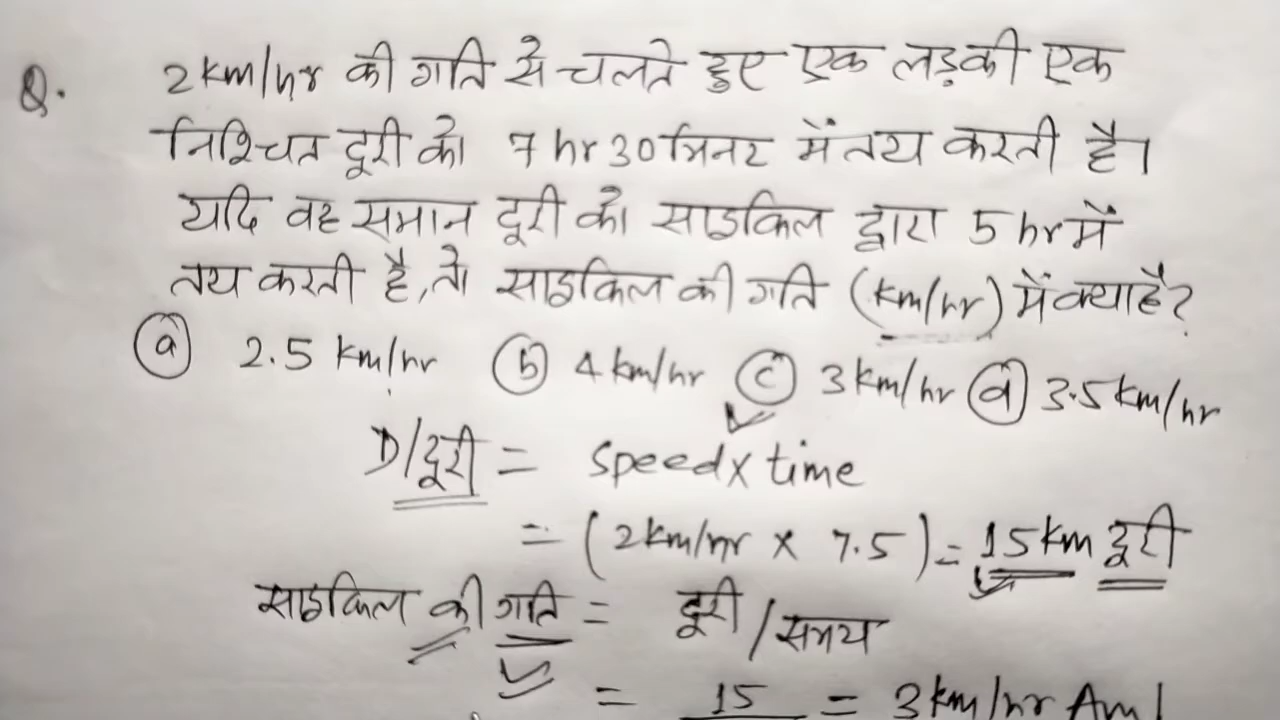 Q. 2km/hr की गति से चलते हुए एक लड़की एक
निश्चित दूरी को 7 hr 30 मिनट में तय करती है।
यदि वह समान दूरी को साइकिल द्वारा 5 hr में
तय करती है, तो साइकिल की गति (km/hr) में क्या है?
(a) 2.5 km/hr (b) 4 km/hr (c) 3 km/hr (d) 3.5 km/hr
D/दूरी = Speed x time
= (2km/hr x 7.5) = 15 km दूरी
साइकिल की गति = दूरी / समय
= 15 = 3 km/hr Am